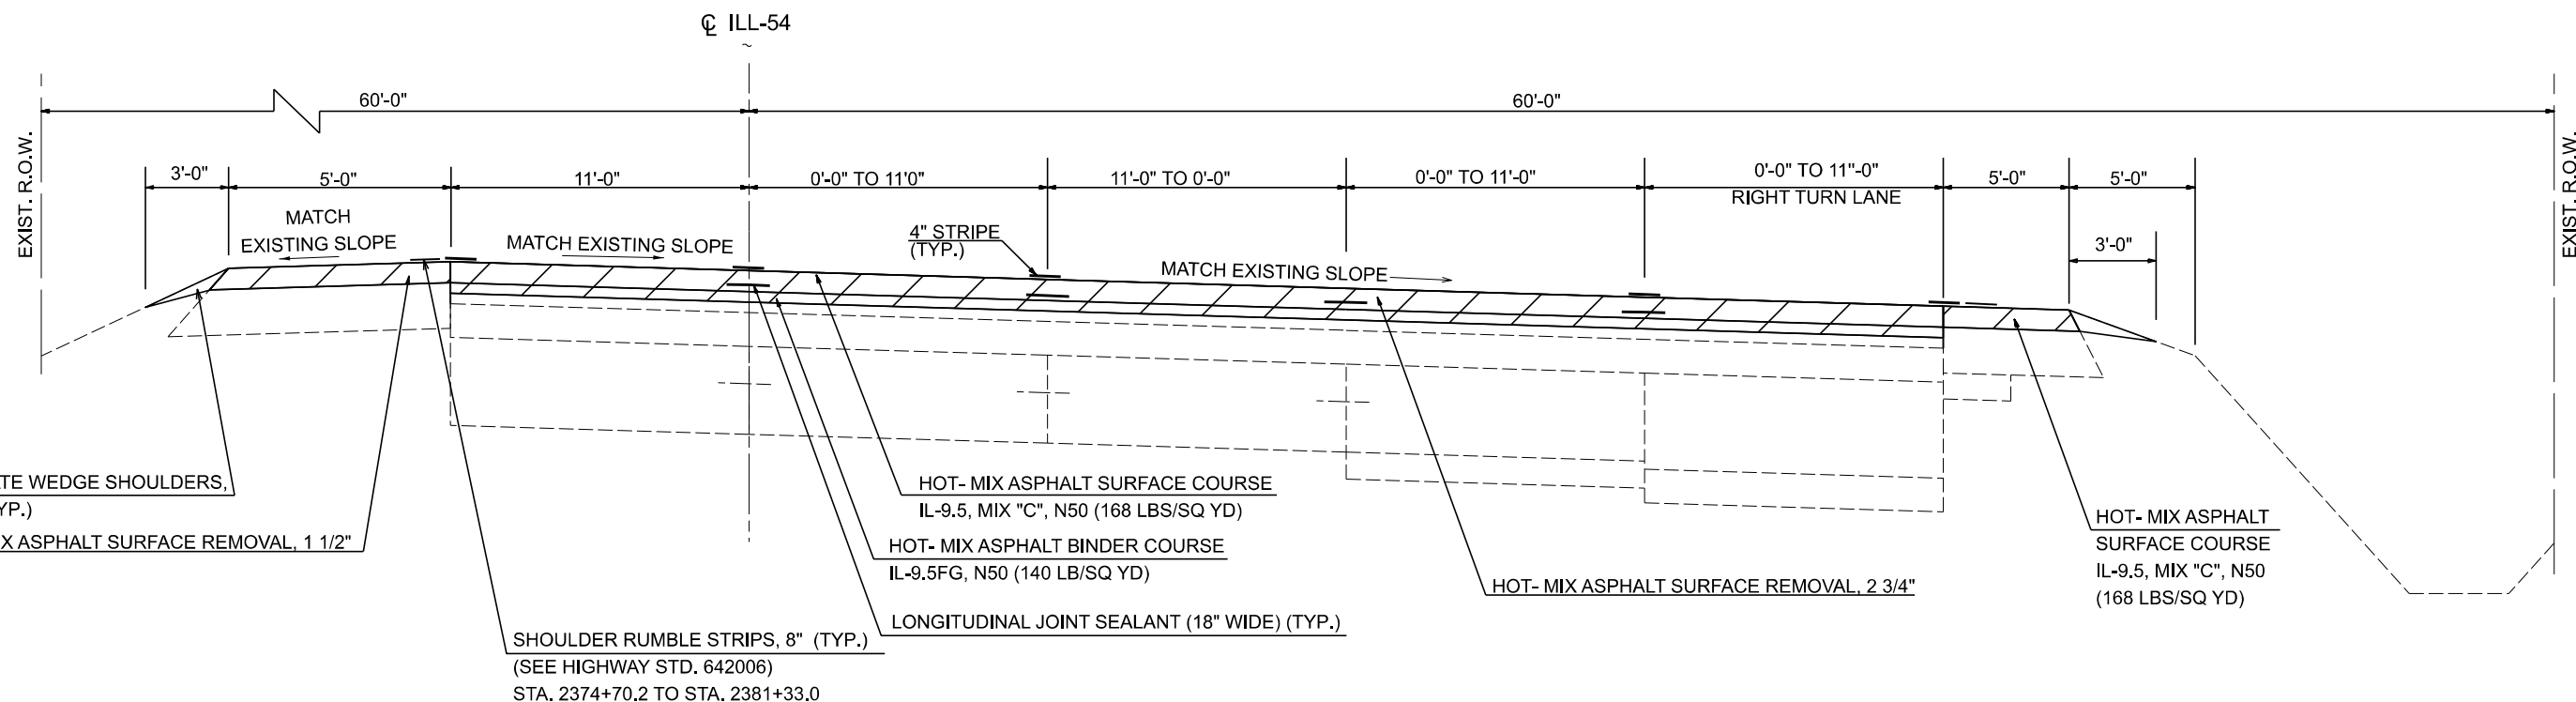 ℄ ILL-54
60'-0"
60'-0"
EXIST. R.O.W.
EXIST. R.O.W.
3'-0"
5'-0"
11'-0"
0'-0" TO 11'0"
11'-0" TO 0'-0"
0'-0" TO 11'-0"
0'-0" TO 11"-0"
RIGHT TURN LANE
5'-0"
5'-0"
3'-0"
MATCH
EXISTING SLOPE
MATCH EXISTING SLOPE
4" STRIPE
(TYP.)
MATCH EXISTING SLOPE
TE WEDGE SHOULDERS,
YP.)
X ASPHALT SURFACE REMOVAL, 1 1/2"
SHOULDER RUMBLE STRIPS, 8" (TYP.)
(SEE HIGHWAY STD. 642006)
STA. 2374+70.2 TO STA. 2381+33.0
HOT- MIX ASPHALT SURFACE COURSE
IL-9.5, MIX "C", N50 (168 LBS/SQ YD)
HOT- MIX ASPHALT BINDER COURSE
IL-9.5FG, N50 (140 LB/SQ YD)
LONGITUDINAL JOINT SEALANT (18" WIDE) (TYP.)
HOT- MIX ASPHALT SURFACE REMOVAL, 2 3/4"
HOT- MIX ASPHALT
SURFACE COURSE
IL-9.5, MIX "C", N50
(168 LBS/SQ YD)